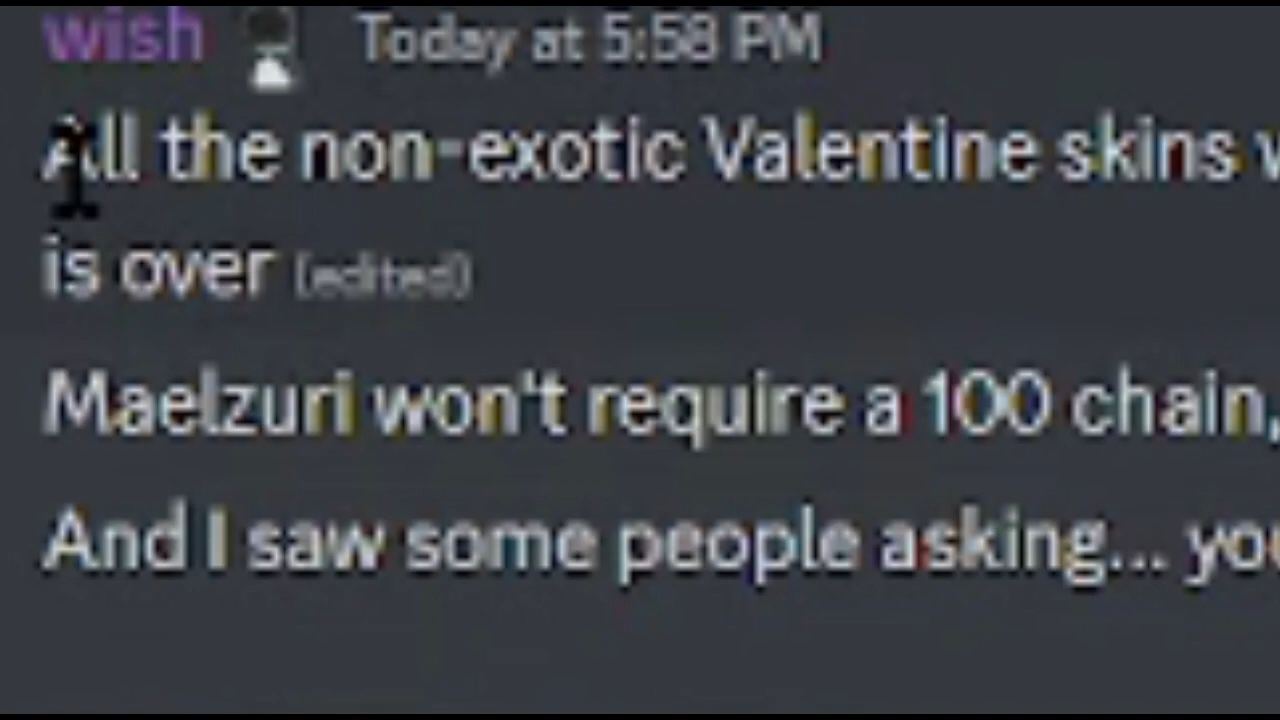 wish Today at 5:58 PM
All the non-exotic Valentine skins
is over (edited)
Maelzuri won't require a 100 chain,
And I saw some people asking... you